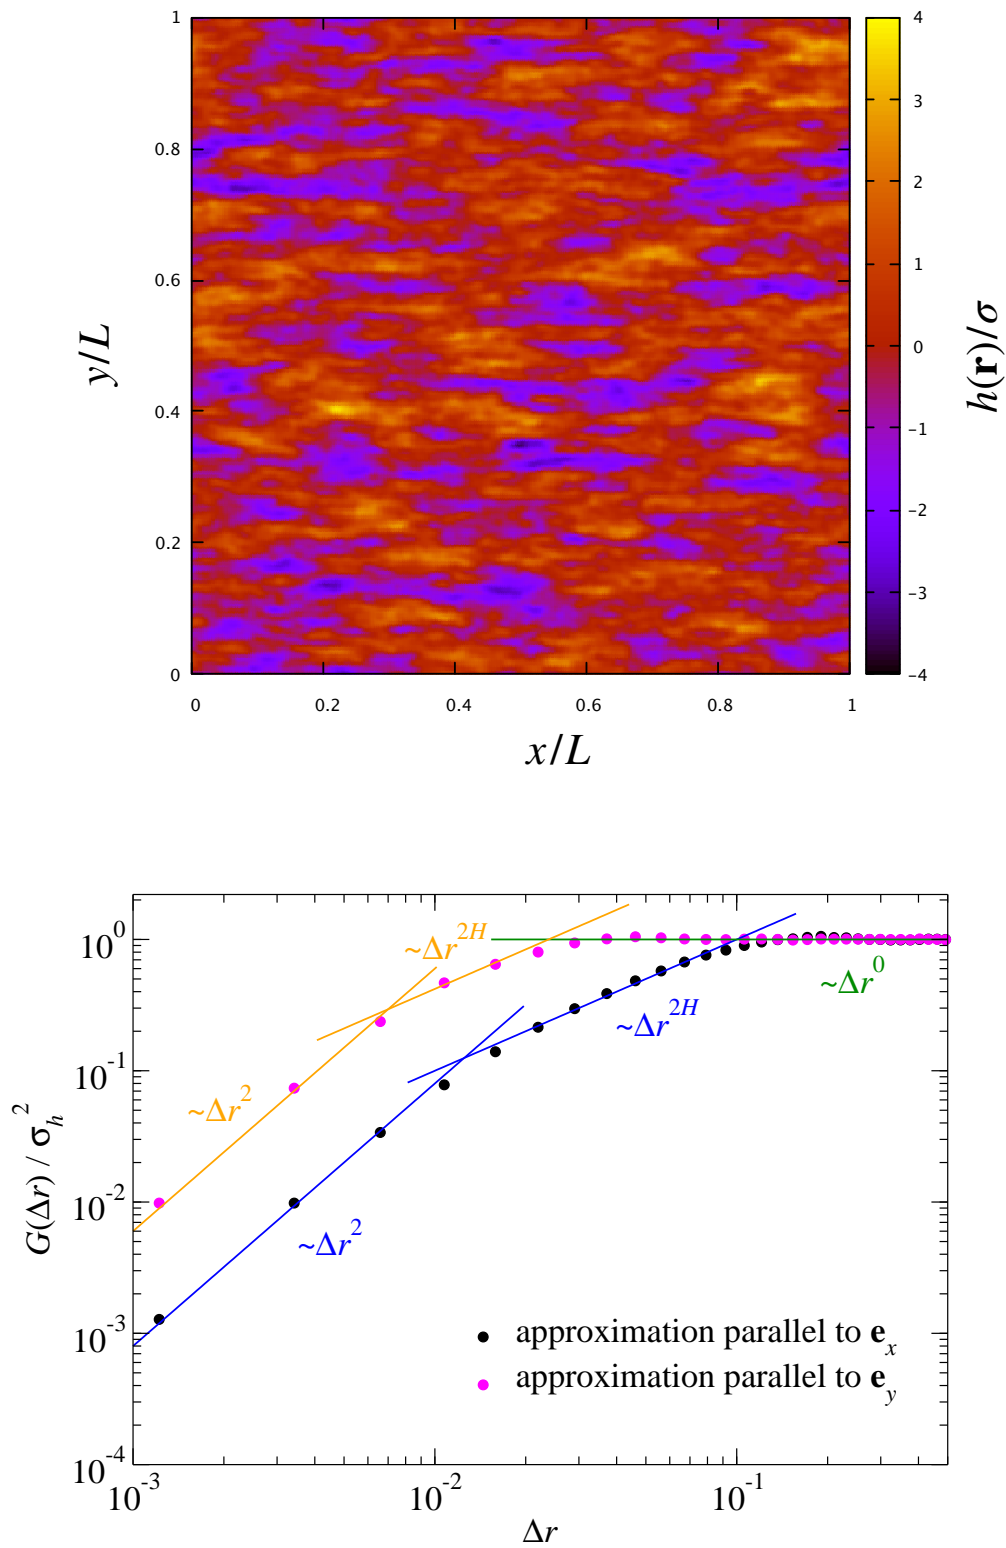 1
0.8
0.6
0.4
0.2
0
0
0.2
0.4
0.6
0.8
1
y/L
x/L
4
3
2
1
0
−1
−2
−3
−4
h(r)/σ
10^0
10^-1
10^-2
10^-3
10^-4
G(Δr) / σ_h^2
~Δr^2H
~Δr^0
~Δr^2H
~Δr^2
~Δr^2
approximation parallel to e_x
approximation parallel to e_y
10^-3
10^-2
10^-1
Δr